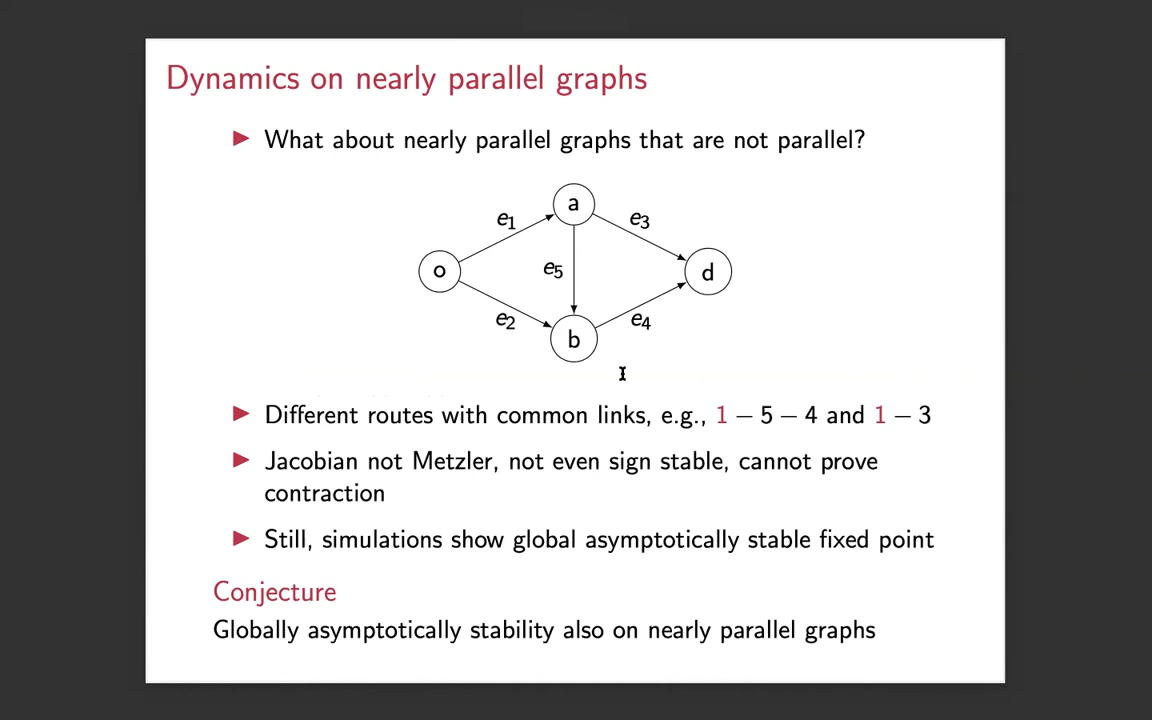 Dynamics on nearly parallel graphs
► What about nearly parallel graphs that are not parallel?
a
e1
e3
o
e5
d
e2
e4
b
► Different routes with common links, e.g., 1 – 5 – 4 and 1 – 3
► Jacobian not Metzler, not even sign stable, cannot prove
contraction
► Still, simulations show global asymptotically stable fixed point
Conjecture
Globally asymptotically stability also on nearly parallel graphs